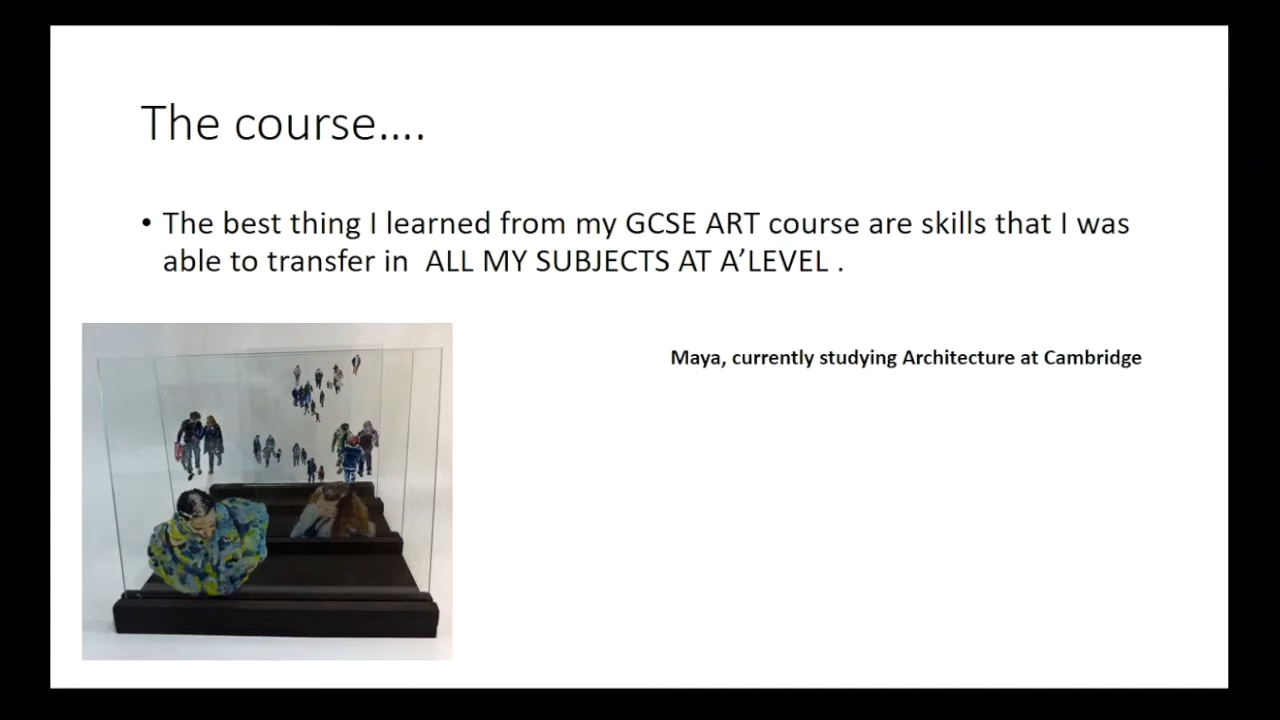 The course....
• The best thing I learned from my GCSE ART course are skills that I was
able to transfer in  ALL MY SUBJECTS AT A’LEVEL .
Maya, currently studying Architecture at Cambridge